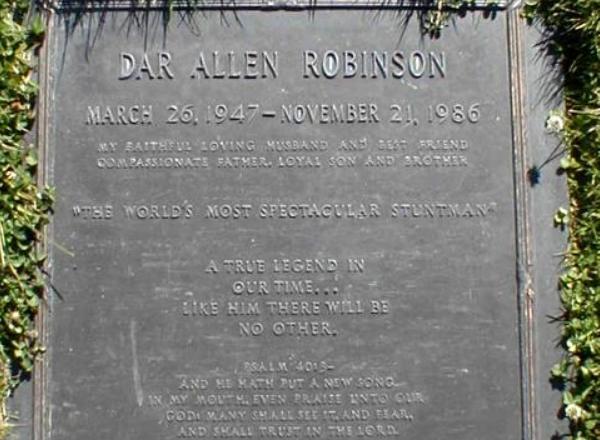 DAR ALLEN ROBINSON
MARCH 26, 1947–NOVEMBER 21, 1986
MY FAITHFUL LOVING HUSBAND AND BEST FRIEND
COMPASSIONATE FATHER, LOYAL SON AND BROTHER
"THE WORLD'S MOST SPECTACULAR STUNTMAN"
A TRUE LEGEND IN
OUR TIME...
LIKE HIM THERE WILL BE
NO OTHER.
PSALM 40:3–
AND HE HATH PUT A NEW SONG
IN MY MOUTH, EVEN PRAISE UNTO OUR
GOD: MANY SHALL SEE IT, AND FEAR,
AND SHALL TRUST IN THE LORD.